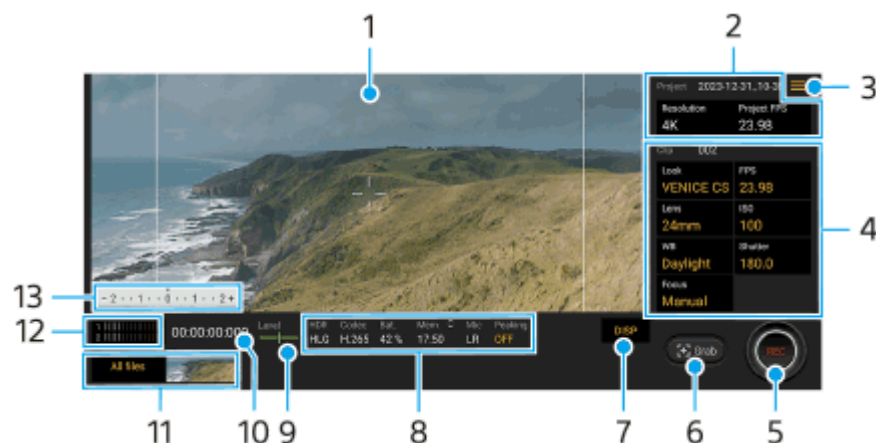 1
2
Project 2023-12-31_10-3
3
Resolution Project FPS
4K 23.98
Clip 002
Look FPS
VENICE CS 23.98
Lens ISO
24mm 100
4
WB Shutter
Daylight 180.0
Focus
Manual
13
-2··1··0··1··2+
12
00:00:00:000
Level
HDR Codec Bat. Mem Mic Peaking
HLG H.265 42% 17:50 LR OFF
DISP
Grab
REC
All files
11 10 9 8 7 6 5